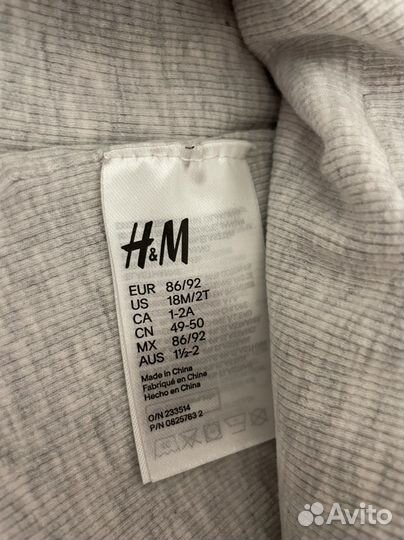 H&M
EUR 86/92
US 18M/2T
CA 1-2A
CN 49-50
MX 86/92
AUS 1½-2
Made in China
Fabriqué en Chine
Hecho en China
O/N 233514
P/N 0825763 2
Avito